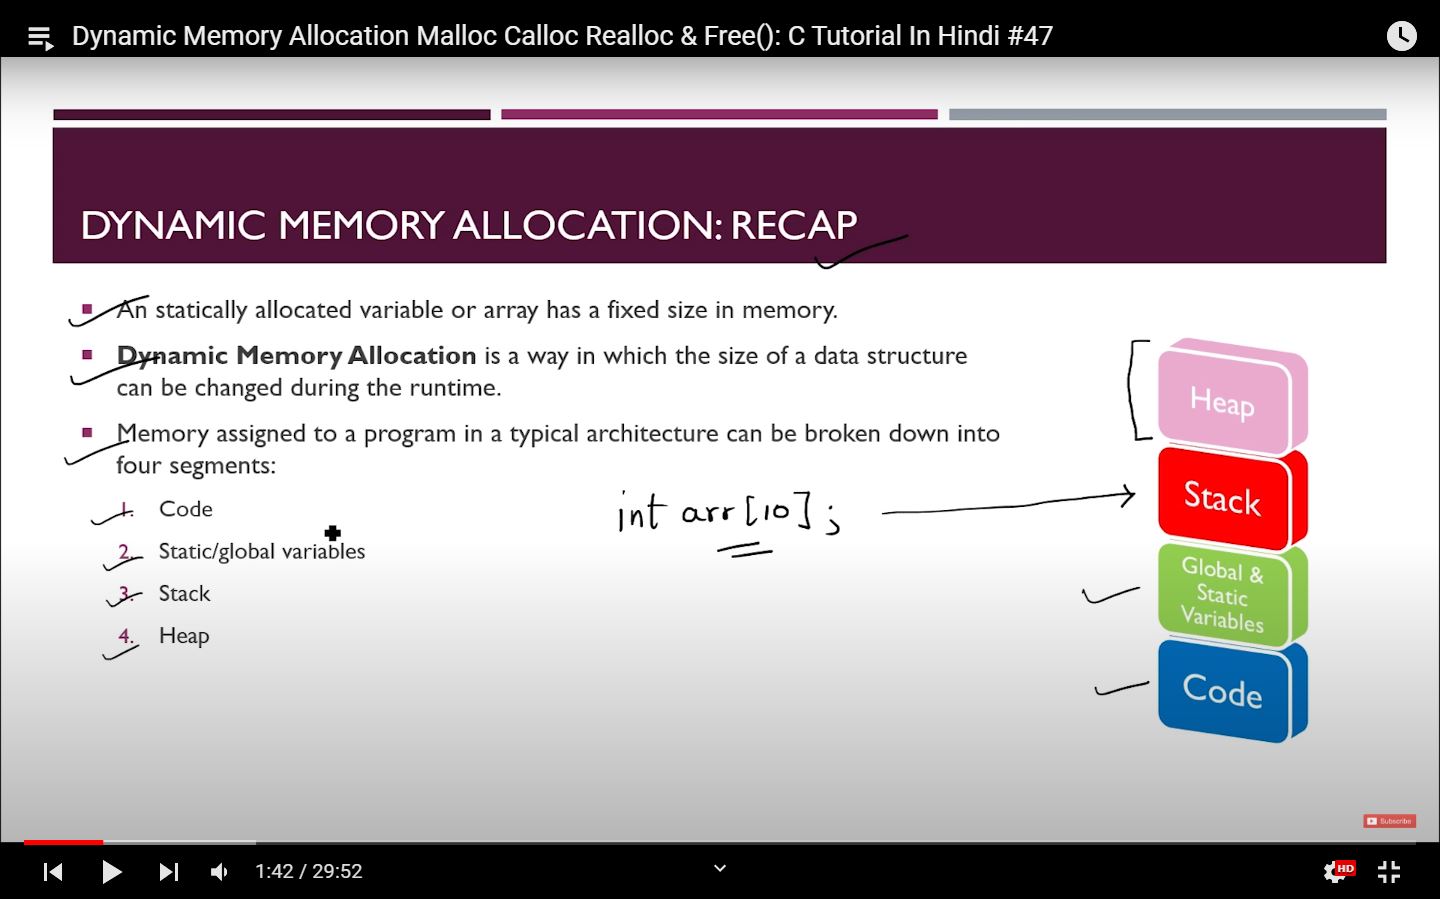 Dynamic Memory Allocation Malloc Calloc Realloc & Free(): C Tutorial In Hindi #47
DYNAMIC MEMORY ALLOCATION: RECAP
An statically allocated variable or array has a fixed size in memory.
Dynamic Memory Allocation is a way in which the size of a data structure
can be changed during the runtime.
Memory assigned to a program in a typical architecture can be broken down into
four segments:
1. Code
2. Static/global variables
3. Stack
4. Heap
int arr[10];
Heap
Stack
Global &
Static
Variables
Code
Subscribe
1:42 / 29:52
HD